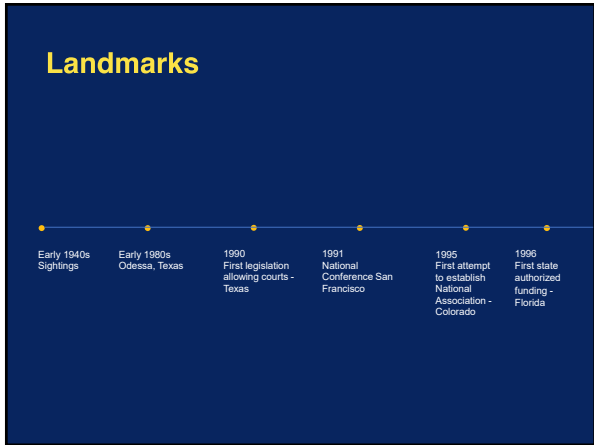 Landmarks
Early 1940s
Sightings
Early 1980s
Odessa, Texas
1990
First legislation
allowing courts -
Texas
1991
National
Conference San
Francisco
1995
First attempt
to establish
National
Association -
Colorado
1996
First state
authorized
funding -
Florida